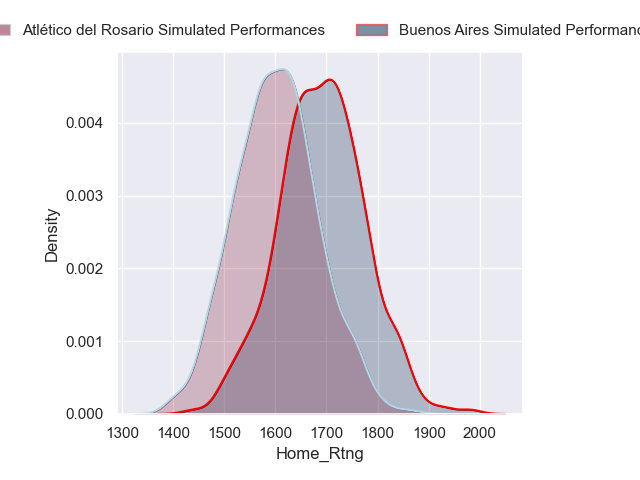 Atlético del Rosario Simulated Performances Buenos Aires Simulated
0.004
0.003
0.002
0.001
0.000
Density
1300 1400 1500 1600 1700 1800 1900 2000
Home_Rtng